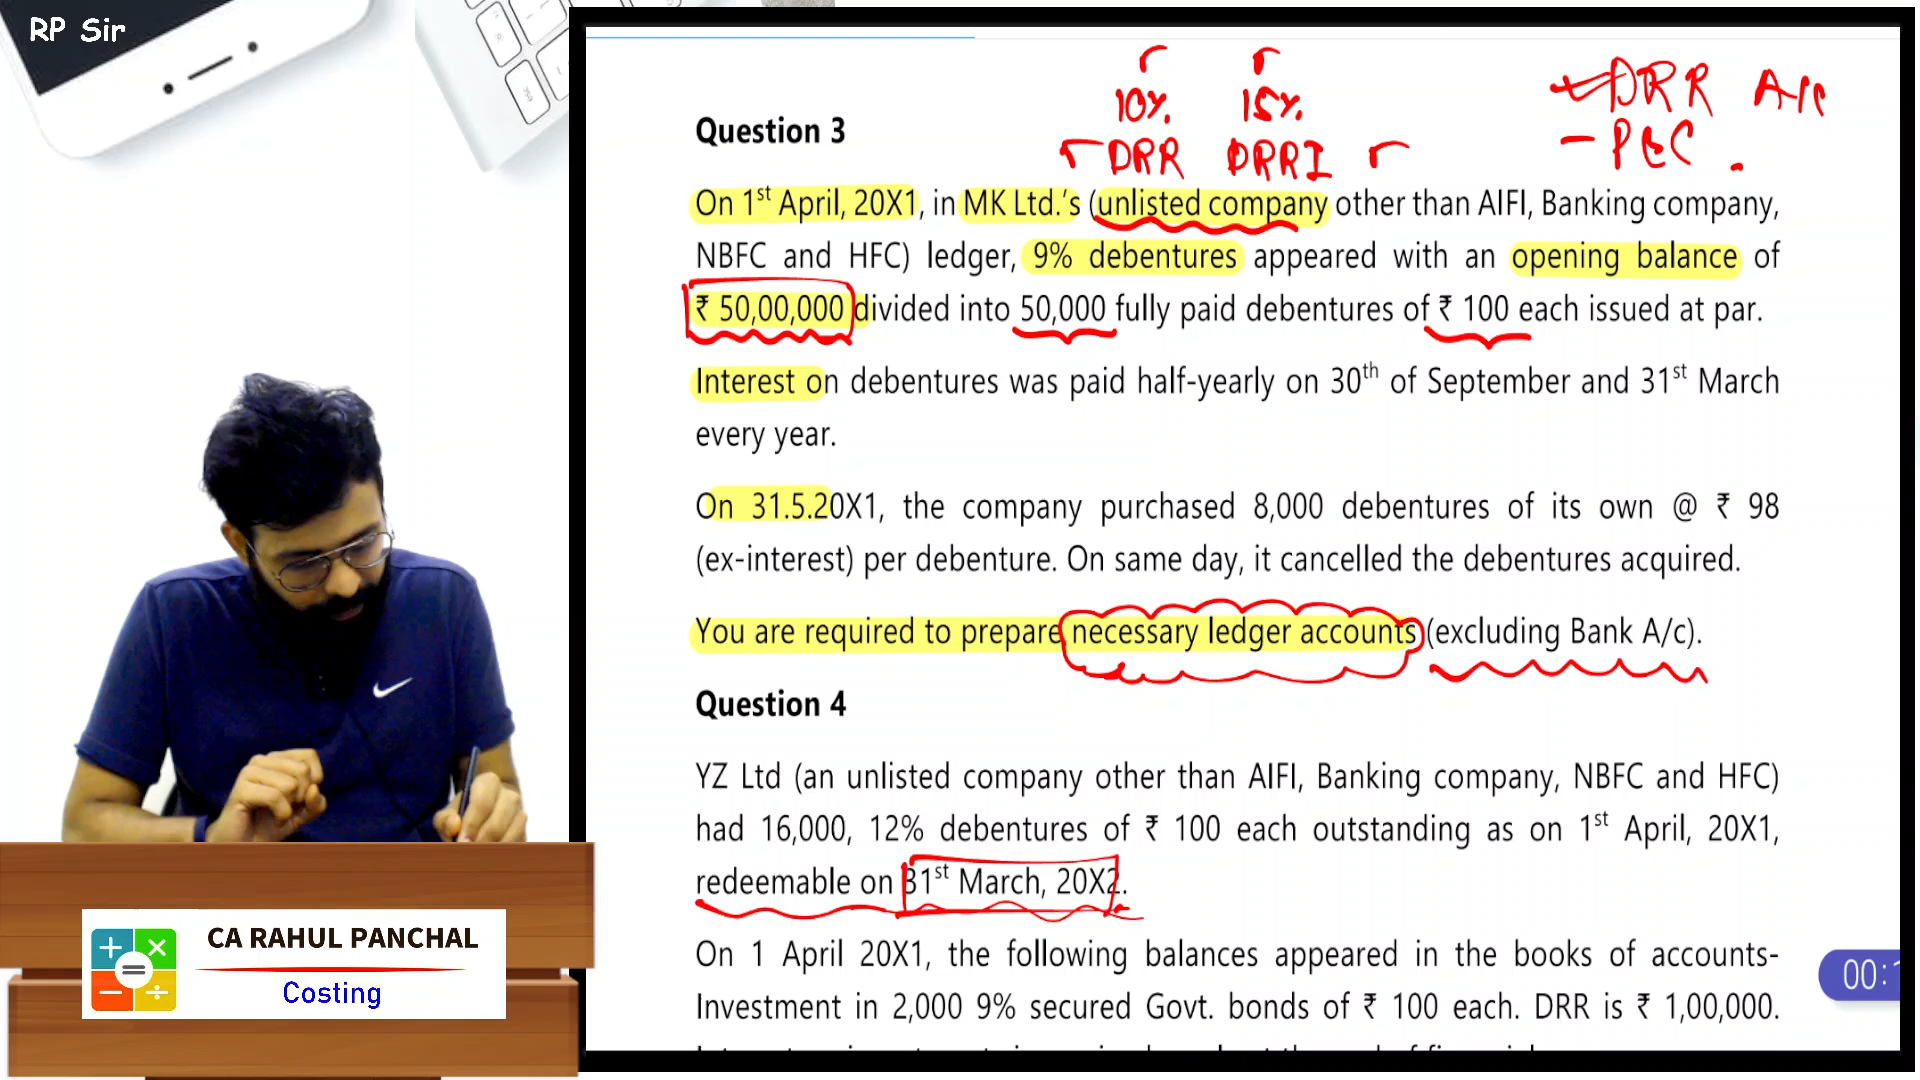 RP Sir
10%. 15%.
DRR DRRI
DRR A/c
- P&C.
Question 3
On 1st April, 20X1, in MK Ltd.'s (unlisted company other than AIFI, Banking company,
NBFC and HFC) ledger, 9% debentures appeared with an opening balance of
₹ 50,00,000 divided into 50,000 fully paid debentures of ₹ 100 each issued at par.
Interest on debentures was paid half-yearly on 30th of September and 31st March
every year.
On 31.5.20X1, the company purchased 8,000 debentures of its own @ ₹ 98
(ex-interest) per debenture. On same day, it cancelled the debentures acquired.
You are required to prepare necessary ledger accounts (excluding Bank A/c).
Question 4
YZ Ltd (an unlisted company other than AIFI, Banking company, NBFC and HFC)
had 16,000, 12% debentures of ₹ 100 each outstanding as on 1st April, 20X1,
redeemable on 31st March, 20X2.
On 1 April 20X1, the following balances appeared in the books of accounts-
Investment in 2,000 9% secured Govt. bonds of ₹ 100 each. DRR is ₹ 1,00,000.
CA RAHUL PANCHAL
Costing
00: